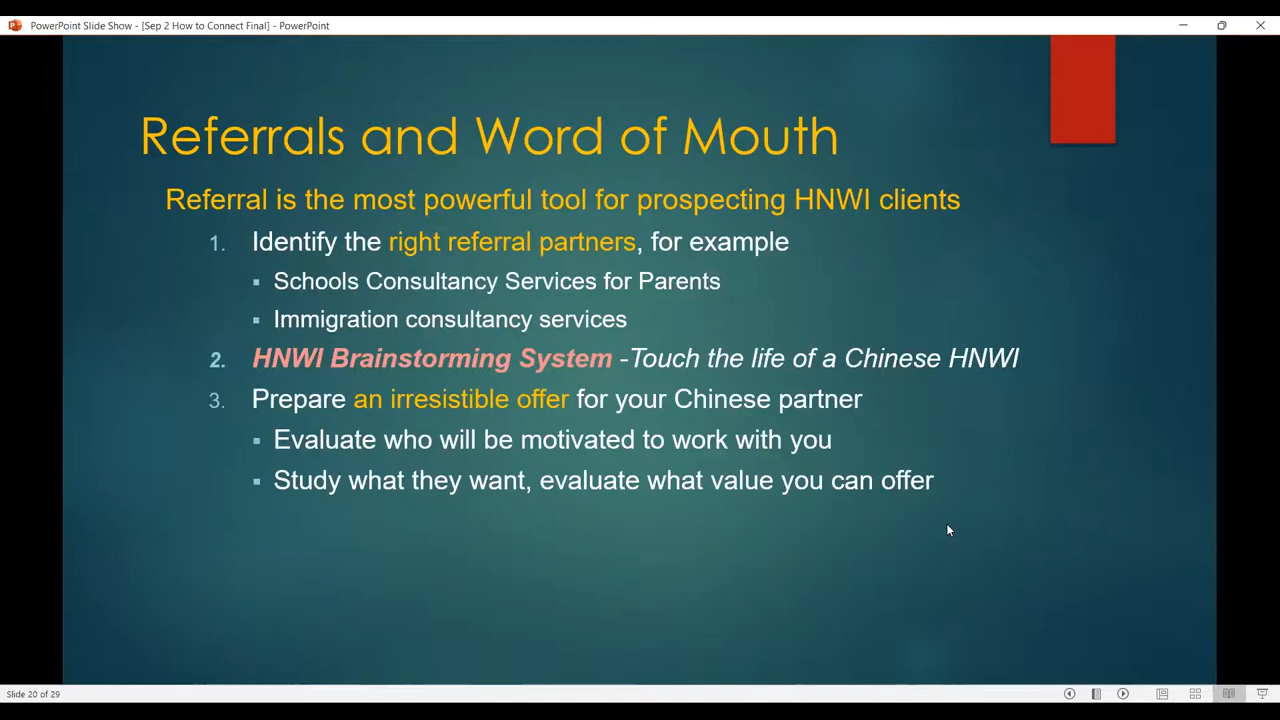 PowerPoint Slide Show - [Sep 2 How to Connect Final] - PowerPoint
Referrals and Word of Mouth
Referral is the most powerful tool for prospecting HNWI clients
1. Identify the right referral partners, for example
▪ Schools Consultancy Services for Parents
▪ Immigration consultancy services
2. HNWI Brainstorming System -Touch the life of a Chinese HNWI
3. Prepare an irresistible offer for your Chinese partner
▪ Evaluate who will be motivated to work with you
▪ Study what they want, evaluate what value you can offer
Slide 20 of 29